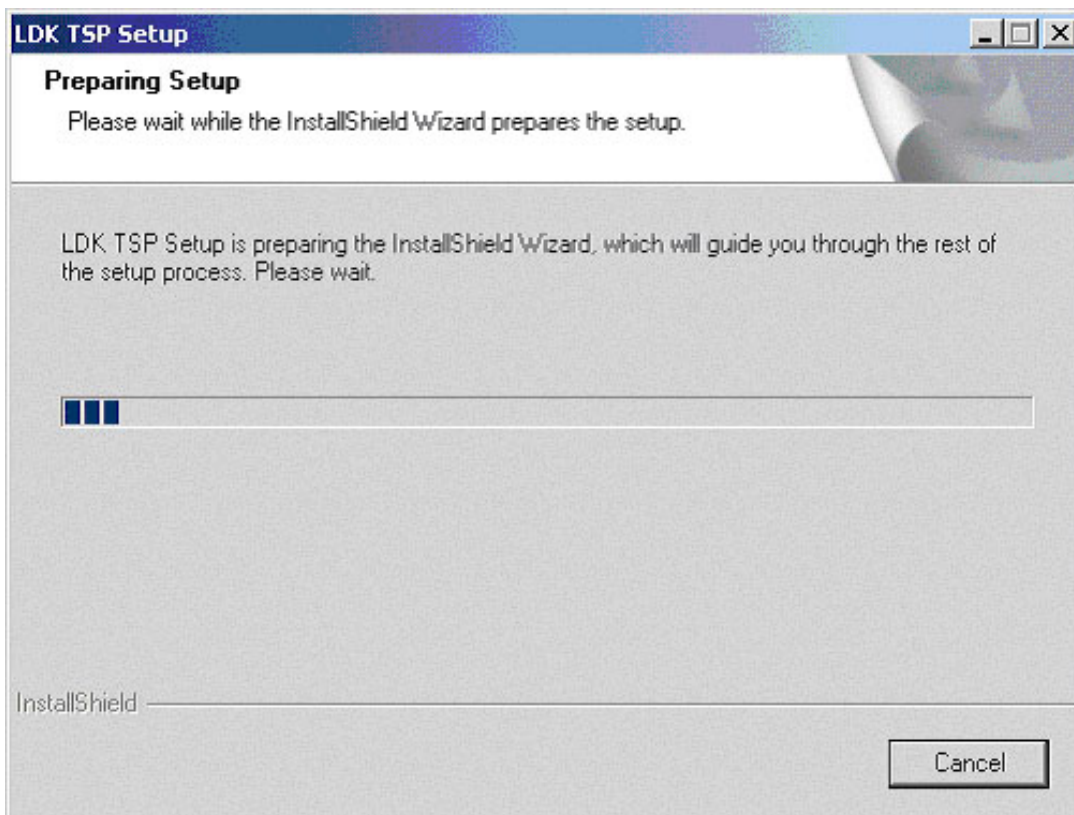 LDK TSP Setup
Preparing Setup
Please wait while the InstallShield Wizard prepares the setup.
LDK TSP Setup is preparing the InstallShield Wizard, which will guide you through the rest of
the setup process. Please wait.
InstallShield
Cancel